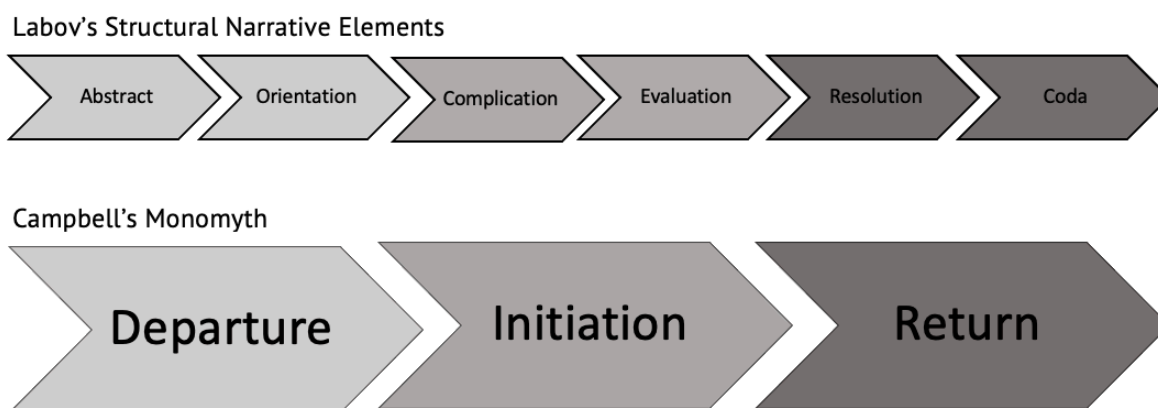 Labov's Structural Narrative Elements
Abstract Orientation Complication Evaluation Resolution Coda
Campbell's Monomyth
Departure Initiation Return